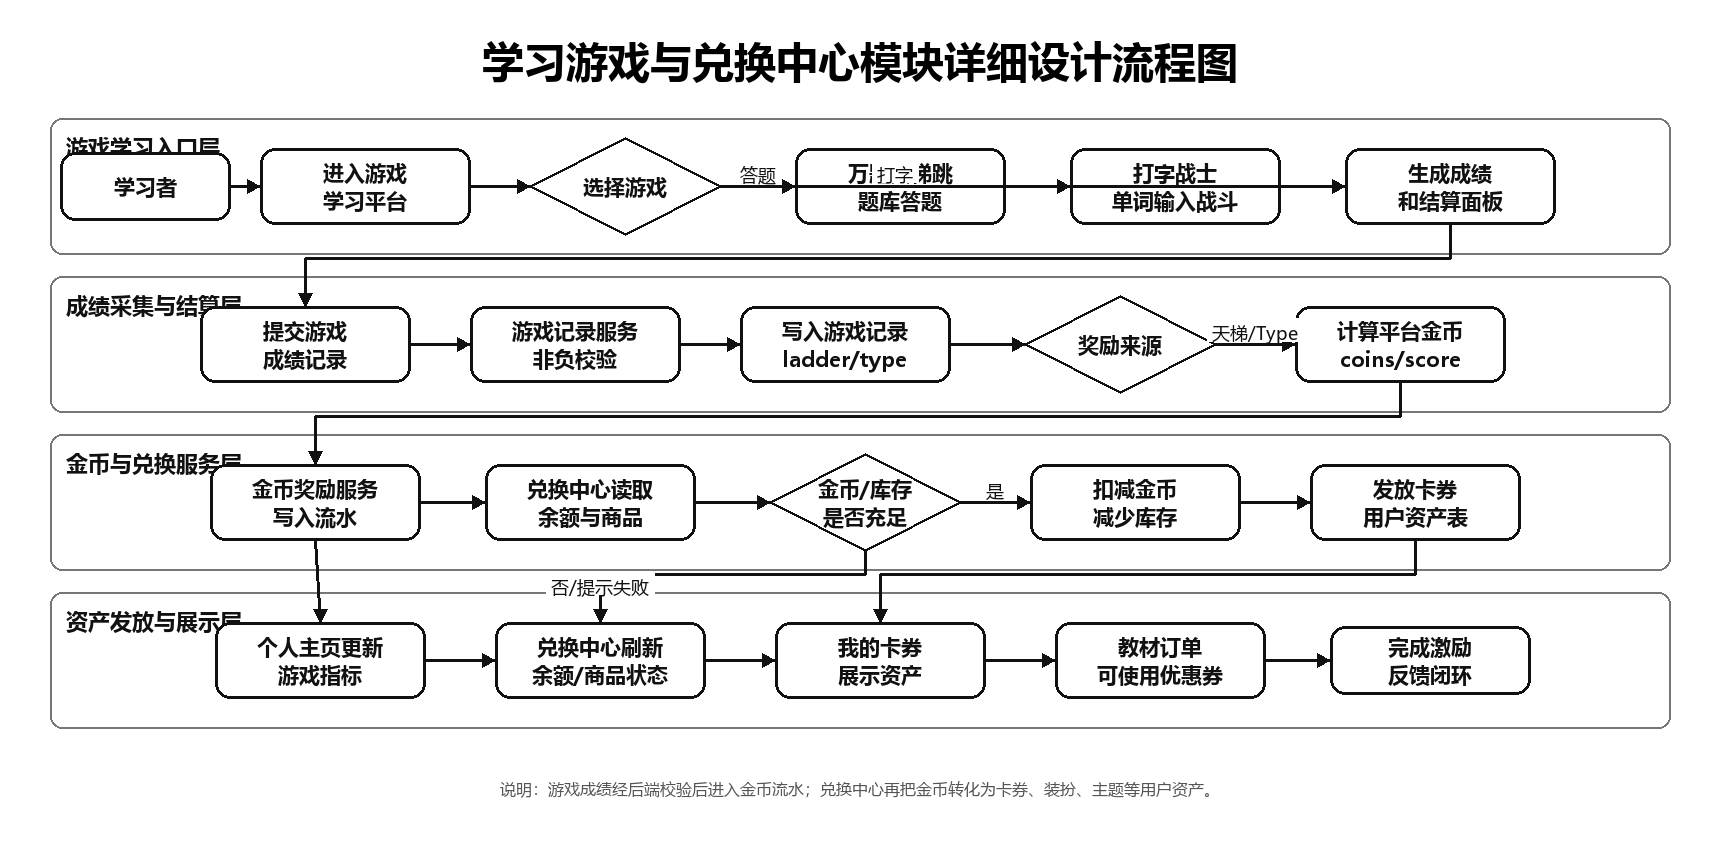 学习游戏与兑换中心模块详细设计流程图
游戏学习入口层
学习者
进入游戏
学习平台
选择游戏
答题
万
打字
弟跳
题库答题
打字战士
单词输入战斗
生成成绩
和结算面板
成绩采集与结算层
提交游戏
成绩记录
游戏记录服务
非负校验
写入游戏记录
ladder/type
奖励来源
天梯/Type
计算平台金币
coins/score
金币与兑换服务层
金币奖励服务
写入流水
兑换中心读取
余额与商品
金币/库存
是否充足
是
扣减金币
减少库存
发放卡券
用户资产表
否/提示失败
资产发放与展示层
个人主页更新
游戏指标
兑换中心刷新
余额/商品状态
我的卡券
展示资产
教材订单
可使用优惠券
完成激励
反馈闭环
说明：游戏成绩经后端校验后进入金币流水；兑换中心再把金币转化为卡券、装扮、主题等用户资产。